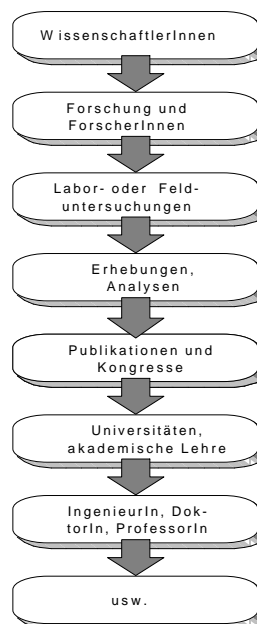 WissenschaftlerInnen
Forschung und
ForscherInnen
Labor- oder Feld-
untersuchungen
Erhebungen,
Analysen
Publikationen und
Kongresse
Universitäten,
akademische Lehre
IngenieurIn, Dok-
torIn, ProfessorIn
usw.